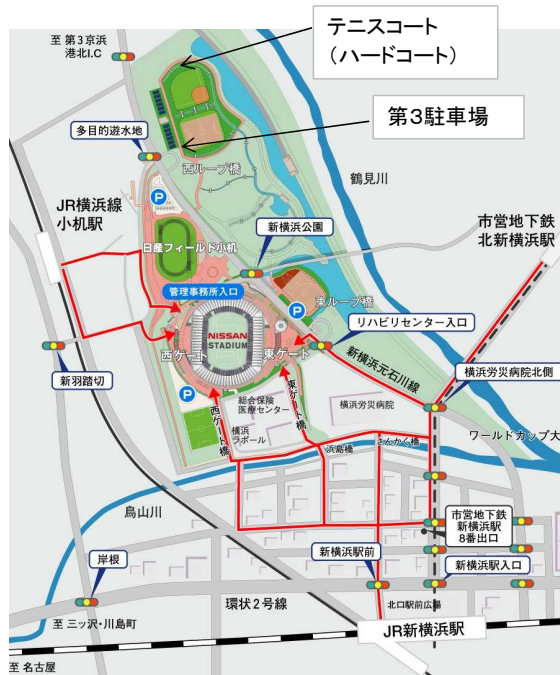 テニスコート
(ハードコート)
至 第3京浜
港北I.C
第3駐車場
多目的遊水地
西ループ橋
鶴見川
JR横浜線
小机駅
P
日産フィールド小机
新横浜公園
市営地下鉄
北新横浜駅
管理事務所入口
東ループ橋
P
リハビリセンター入口
NISSAN
STADIUM
西ゲート
東ゲート
新横浜元石川線
新羽踏切
横浜労災病院北側
P
西ゲート橋
総合保険
医療センター
東ゲート橋
横浜労災病院
横浜
ラポール
ワールドカップ大
浜鳥橋
さんかく橋
鳥山川
市営地下鉄
新横浜駅
8番出口
岸根
新横浜駅前
新横浜駅入口
環状2号線
北口駅前広場
至 三ッ沢・川島町
JR新横浜駅
至 名古屋